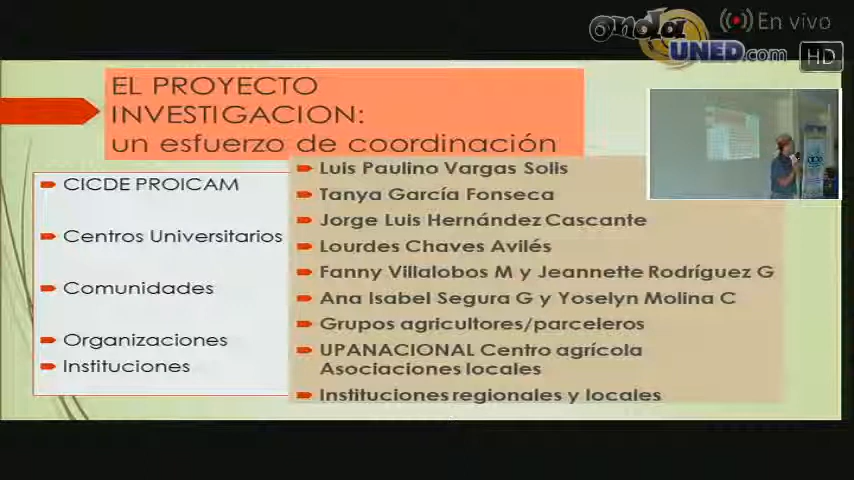 onda
UNED.com
En vivo
HD
EL PROYECTO
INVESTIGACION:
un esfuerzo de coordinación
CICDE PROICAM
Centros Universitarios
Comunidades
Organizaciones
Instituciones
Luis Paulino Vargas Solis
Tanya García Fonseca
Jorge Luis Hernández Cascante
Lourdes Chaves Avilés
Fanny Villalobos M y Jeannette Rodríguez G
Ana Isabel Segura G y Yoselyn Molina C
Grupos agricultores/parceleros
UPANACIONAL Centro agrícola
Asociaciones locales
Instituciones regionales y locales